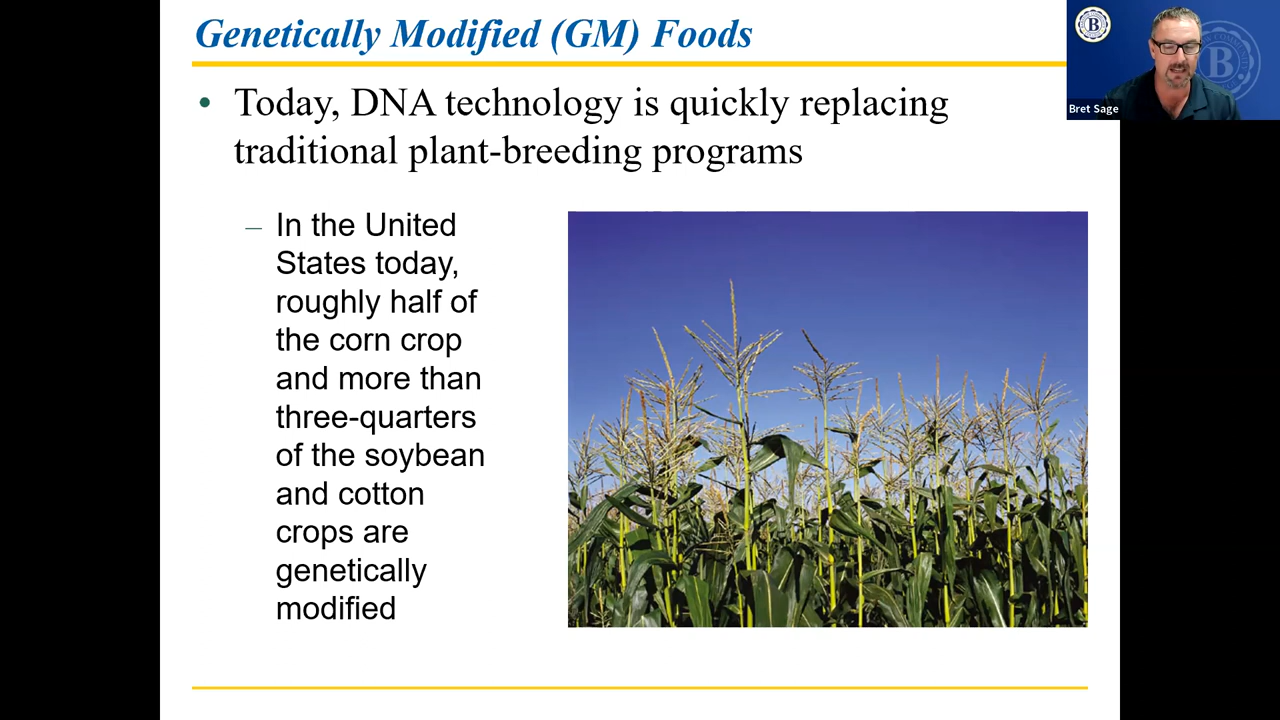 Genetically Modified (GM) Foods
• Today, DNA technology is quickly replacing
traditional plant-breeding programs
– In the United
States today,
roughly half of
the corn crop
and more than
three-quarters
of the soybean
and cotton
crops are
genetically
modified
B
B
Bret Sage